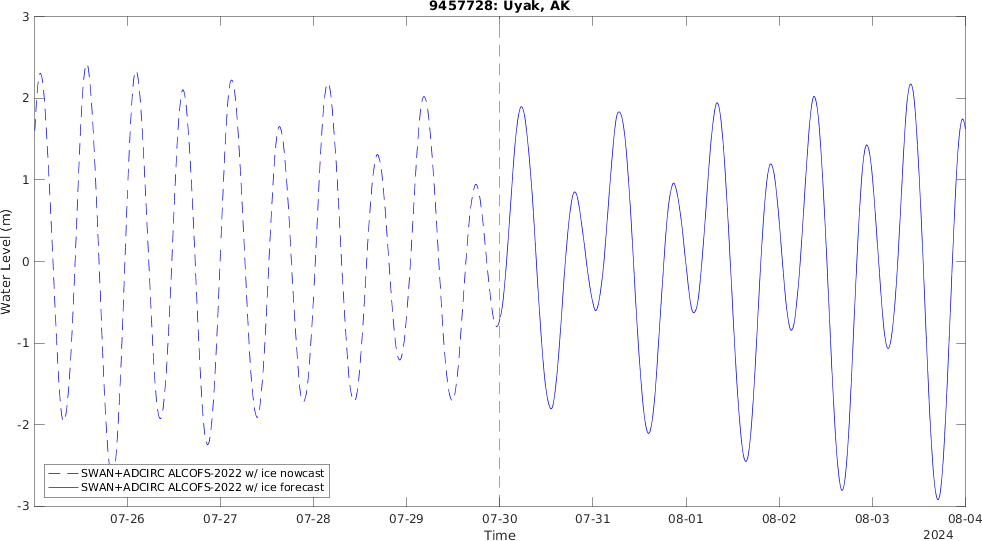 9457728: Uyak, AK
3
2
1
0
-1
-2
-3
Water Level (m)
SWAN+ADCIRC ALCOFS-2022 w/ ice nowcast
SWAN+ADCIRC ALCOFS-2022 w/ ice forecast
07-26 07-27 07-28 07-29 07-30 07-31 08-01 08-02 08-03 08-04
Time
2024